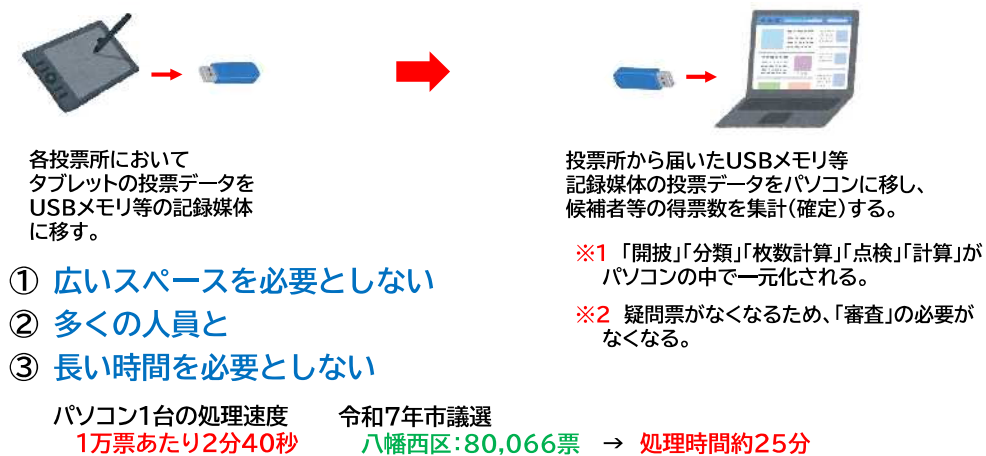 各投票所において
タブレットの投票データを
USBメモリ等の記録媒体
に移す。
投票所から届いたUSBメモリ等
記録媒体の投票データをパソコンに移し、
候補者等の得票数を集計(確定)する。
※1 「開披」「分類」「枚数計算」「点検」「計算」が
パソコンの中で一元化される。
※2 疑問票がなくなるため、「審査」の必要が
なくなる。
① 広いスペースを必要としない
② 多くの人員と
③ 長い時間を必要としない
パソコン1台の処理速度 令和7年市議選
1万票あたり2分40秒 八幡西区:80,066票 → 処理時間約25分